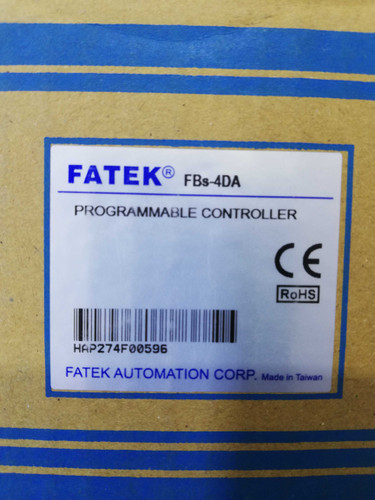 FATEK® FBs-4DA
PROGRAMMABLE CONTROLLER
CE
RoHS
HAP274F00596
FATEK AUTOMATION CORP. Made in Taiwan